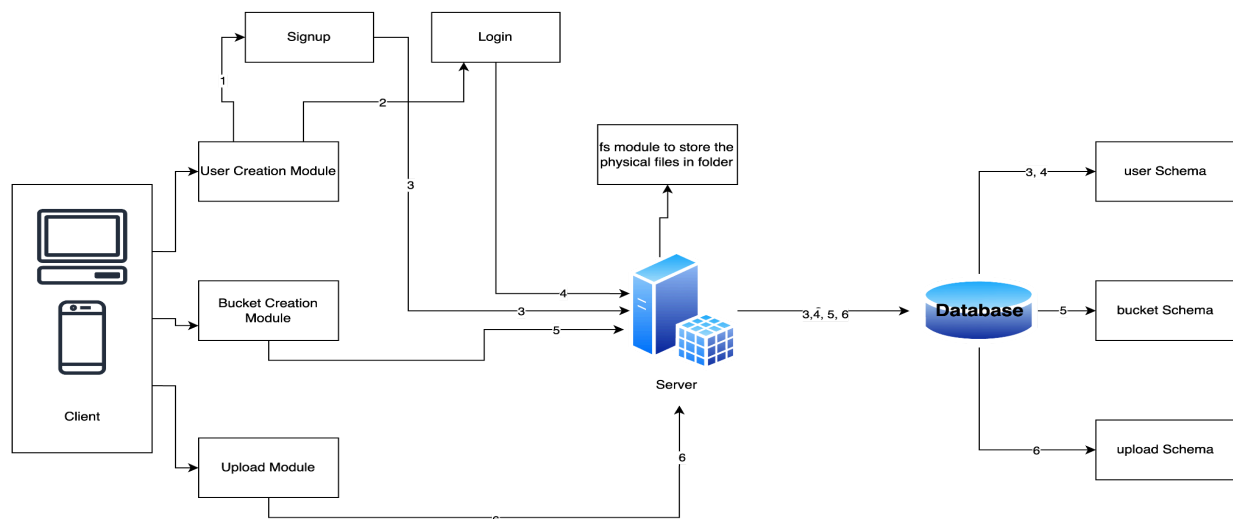 Signup
Login
1
2
fs module to store the
physical files in folder
User Creation Module
3
3, 4
user Schema
Bucket Creation
Module
4
3
5
3,4, 5, 6
Database
5
bucket Schema
Server
Client
Upload Module
6
6
upload Schema